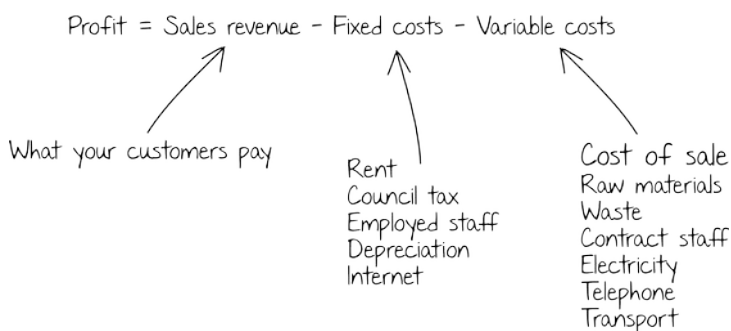 Profit = Sales revenue - Fixed costs - Variable costs
What your customers pay
Rent
Council tax
Employed staff
Depreciation
Internet
Cost of sale
Raw materials
Waste
Contract staff
Electricity
Telephone
Transport